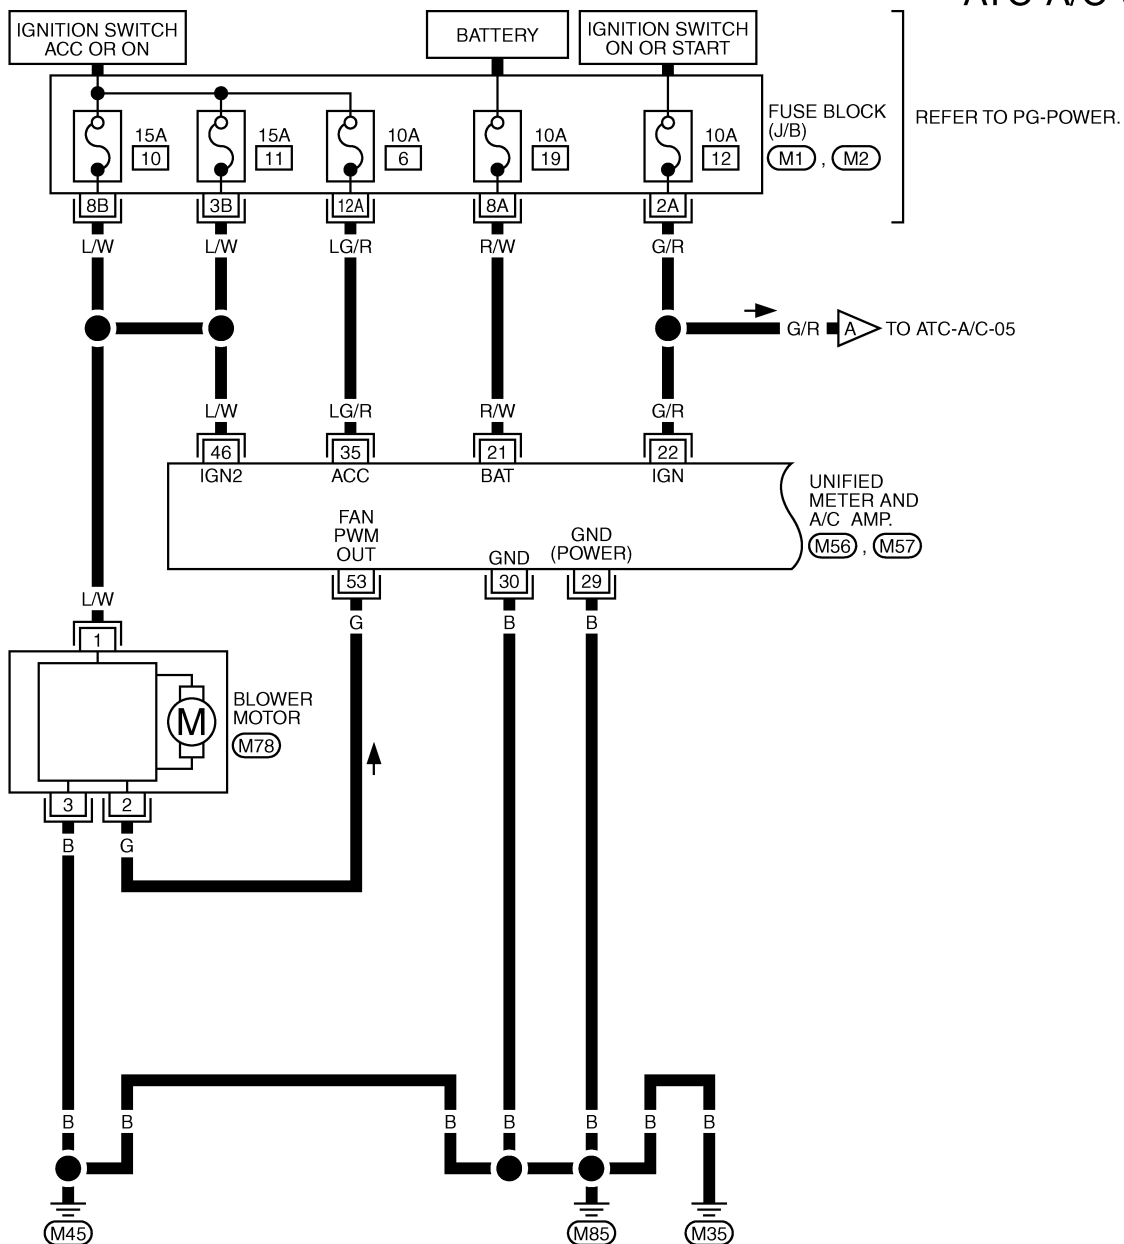 IGNITION SWITCH
ACC OR ON
BATTERY
IGNITION SWITCH
ON OR START
15A
10
15A
11
10A
6
10A
19
10A
12
FUSE BLOCK
(J/B)
M1 , M2
REFER TO PG-POWER.
8B
3B
12A
8A
2A
L/W
L/W
LG/R
R/W
G/R
G/R
A
TO ATC-A/C-05
L/W
LG/R
R/W
G/R
46
35
21
22
IGN2
ACC
BAT
IGN
UNIFIED
METER AND
A/C AMP.
M56 , M57
FAN
PWM
OUT
GND
GND
(POWER)
53
30
29
L/W
G
B
B
1
M
BLOWER
MOTOR
M78
3
2
B
G
B
B
B
B
B
B
B
M45
M85
M35